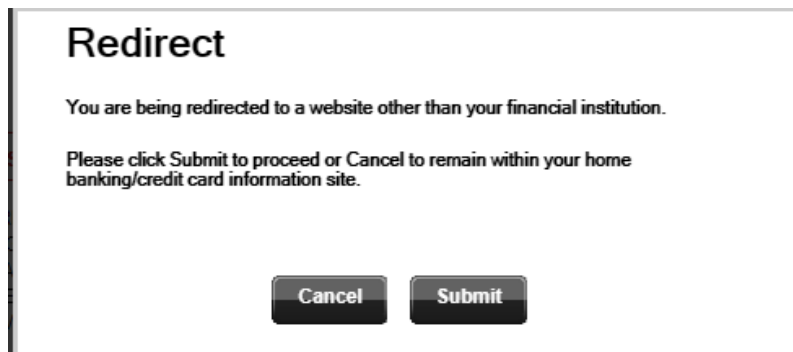 Redirect
You are being redirected to a website other than your financial institution.
Please click Submit to proceed or Cancel to remain within your home
banking/credit card information site.
Cancel Submit